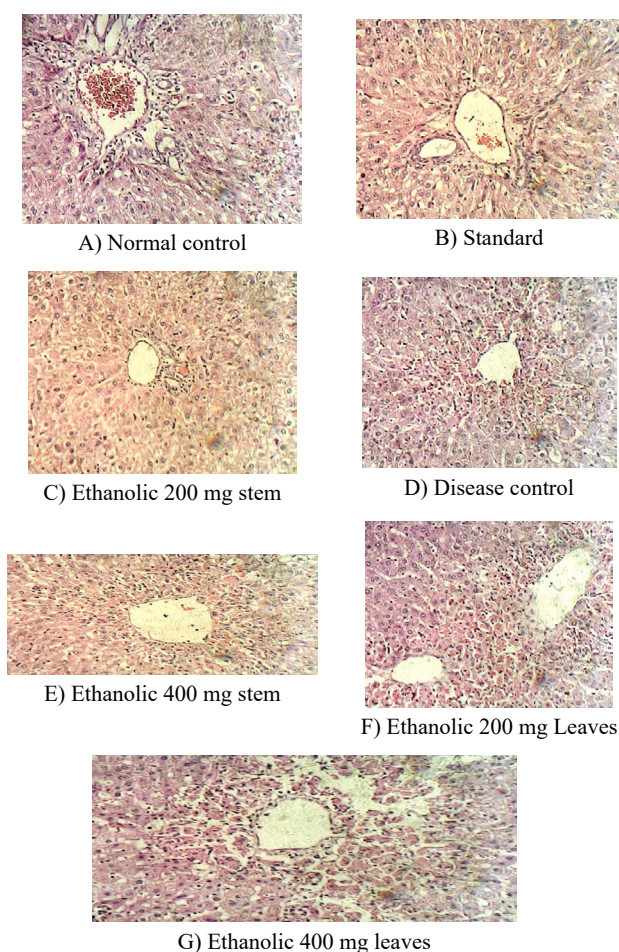 A) Normal control
B) Standard
C) Ethanolic 200 mg stem
D) Disease control
E) Ethanolic 400 mg stem
F) Ethanolic 200 mg Leaves
G) Ethanolic 400 mg leaves